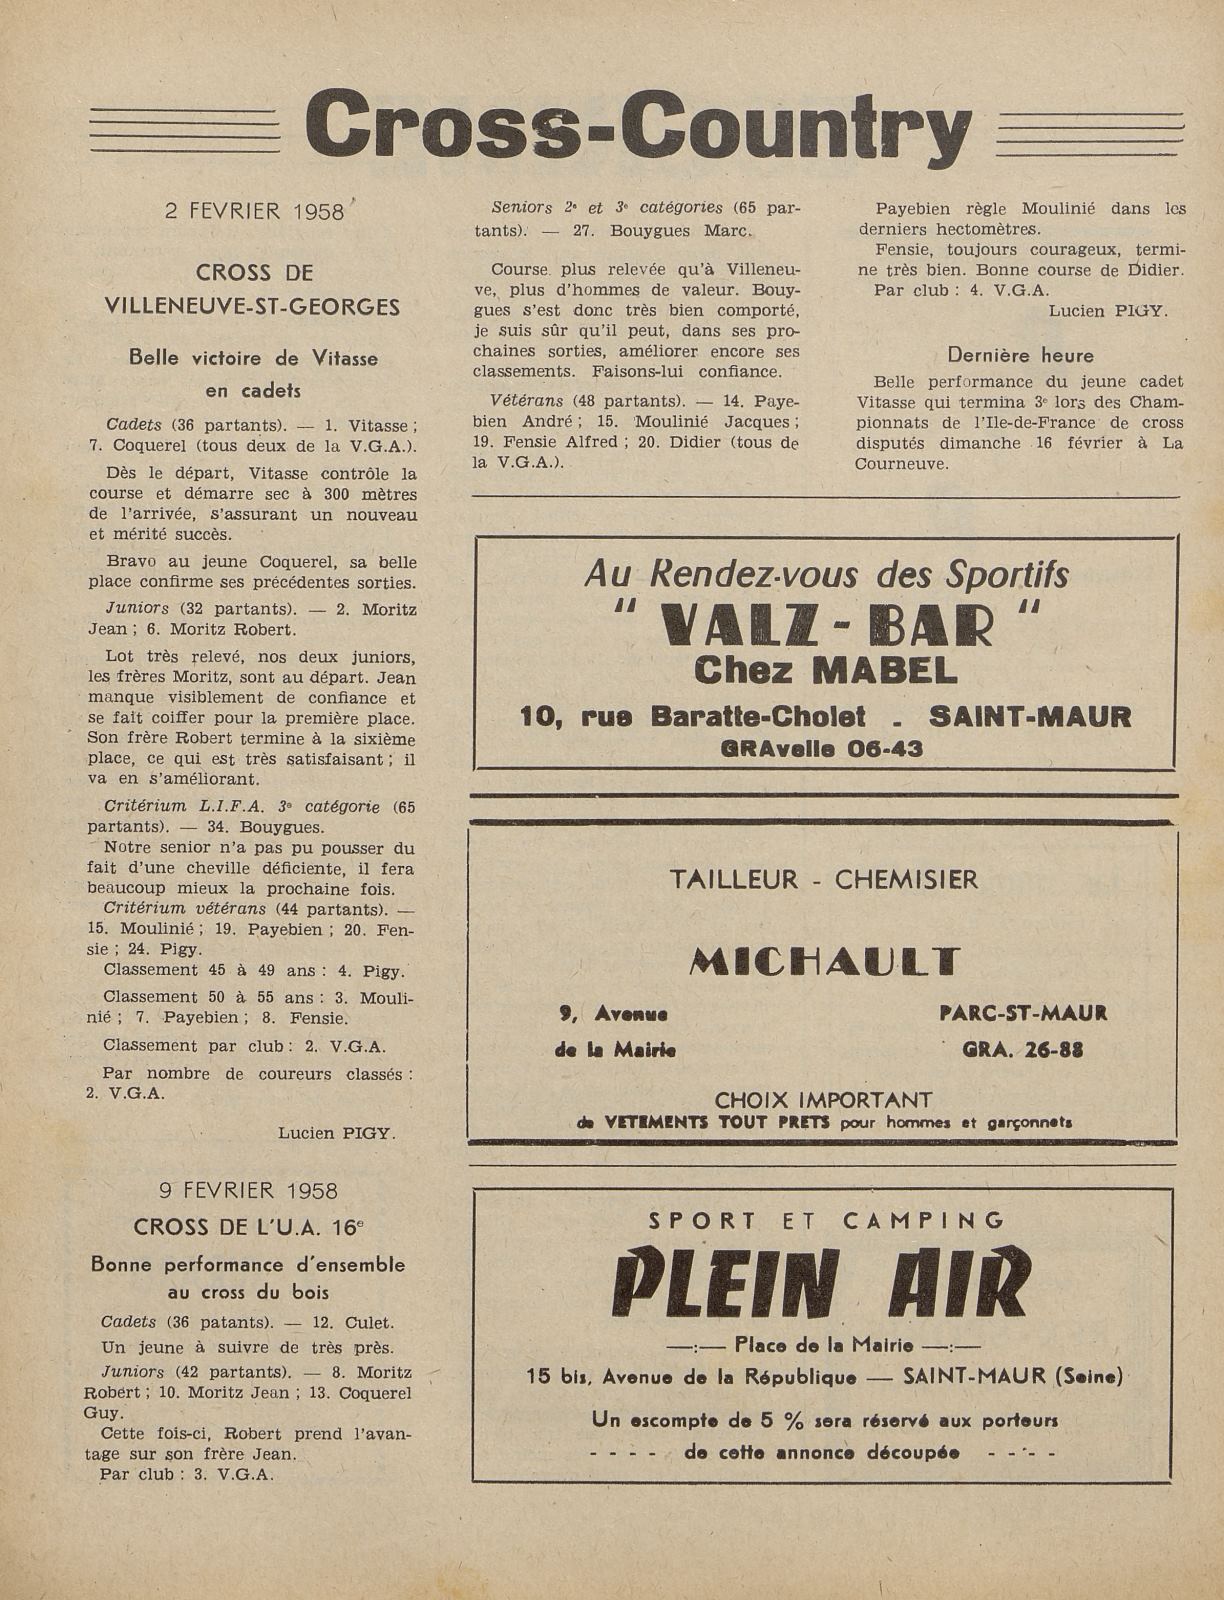 Cross-Country
2 FEVRIER 1958
CROSS DE
VILLENEUVE-ST-GEORGES
Belle victoire de Vitasse
en cadets
Cadets (36 partants). — 1. Vitasse ;
7. Coquerel (tous deux de la V.G.A.).
Dès le départ, Vitasse contrôle la
course et démarre sec à 300 mètres
de l'arrivée, s'assurant un nouveau
et mérité succès.
Bravo au jeune Coquerel, sa belle
place confirme ses précédentes sorties.
Juniors (32 partants). — 2. Moritz
Jean ; 6. Moritz Robert.
Lot très relevé, nos deux juniors,
les frères Moritz, sont au départ. Jean
manque visiblement de confiance et
se fait coiffer pour la première place.
Son frère Robert termine à la sixième
place, ce qui est très satisfaisant ; il
va en s'améliorant.
Critérium L.I.F.A. 3e catégorie (65
partants). — 34. Bouygues.
Notre senior n'a pas pu pousser du
fait d'une cheville déficiente, il fera
beaucoup mieux la prochaine fois.
Critérium vétérans (44 partants). —
15. Moulinié ; 19. Payebien ; 20. Fen-
sie ; 24. Pigy.
Classement 45 à 49 ans : 4. Pigy.
Classement 50 à 55 ans : 3. Mouli-
nié ; 7. Payebien ; 8. Fensie.
Classement par club : 2. V.G.A.
Par nombre de coureurs classés :
2. V.G.A.
Lucien PIGY.
9 FEVRIER 1958
CROSS DE L'U.A. 16e
Bonne performance d'ensemble
au cross du bois
Cadets (36 patants). — 12. Culet.
Un jeune à suivre de très près.
Juniors (42 partants). — 8. Moritz
Robert ; 10. Moritz Jean ; 13. Coquerel
Guy.
Cette fois-ci, Robert prend l'avan-
tage sur son frère Jean.
Par club : 3. V.G.A.
Seniors 2e et 3e catégories (65 par-
tants). — 27. Bouygues Marc.
Course plus relevée qu'à Villeneu-
ve, plus d'hommes de valeur. Bouy-
gues s'est donc très bien comporté,
je suis sûr qu'il peut, dans ses pro-
chaines sorties, améliorer encore ses
classements. Faisons-lui confiance.
Vétérans (48 partants). — 14. Paye-
bien André ; 15. Moulinié Jacques ;
19. Fensie Alfred ; 20. Didier (tous de
la V.G.A.).
Payebien règle Moulinié dans les
derniers hectomètres.
Fensie, toujours courageux, termi-
ne très bien. Bonne course de Didier.
Par club : 4. V.G.A.
Lucien PIGY.
Dernière heure
Belle performance du jeune cadet
Vitasse qui termina 3e lors des Cham-
pionnats de l'Ile-de-France de cross
disputés dimanche 16 février à La
Courneuve.
Au Rendez-vous des Sportifs
" VALZ - BAR "
Chez MABEL
10, rue Baratte-Cholet - SAINT-MAUR
GRAvelle 06-43
TAILLEUR - CHEMISIER
MICHAULT
9, Avenue PARC-ST-MAUR
de la Mairie GRA. 26-88
CHOIX IMPORTANT
de VETEMENTS TOUT PRETS pour hommes et garçonnets
SPORT ET CAMPING
PLEIN AIR
—:— Place de la Mairie —:—
15 bis, Avenue de la République — SAINT-MAUR (Seine)
Un escompte de 5 % sera réservé aux porteurs
- - - - de cette annonce découpée - - - -